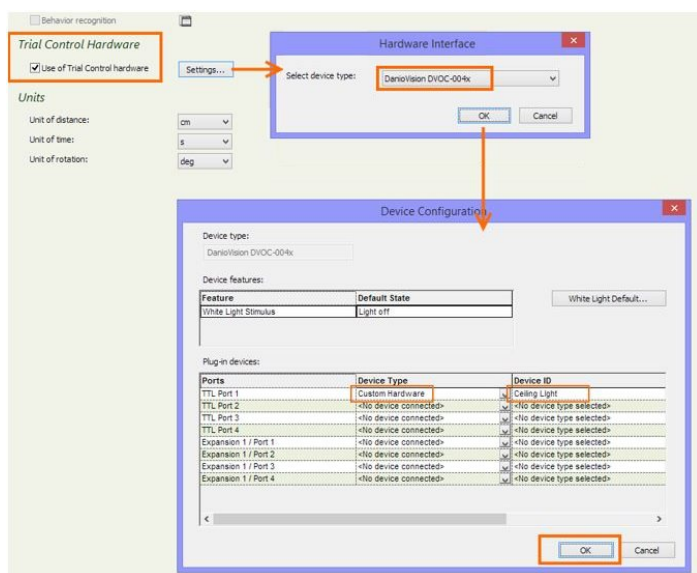 Behavior recognition
Trial Control Hardware
Use of Trial Control hardware
Settings...
Units
Unit of distance:
cm
Unit of time:
s
Unit of rotation:
deg
Hardware Interface
Select device type:
DanioVision DVOC-004x
OK Cancel
Device Configuration
Device type:
DanioVision DVOC-004x
Device features:
Feature Default State
White Light Stimulus Light off
White Light Default...
Plug-in devices:
Ports Device Type Device ID
TTL Port 1 Custom Hardware Ceiling Light
TTL Port 2 <No device connected> <No device type selected>
TTL Port 3 <No device connected> <No device type selected>
TTL Port 4 <No device connected> <No device type selected>
Expansion 1 / Port 1 <No device connected> <No device type selected>
Expansion 1 / Port 2 <No device connected> <No device type selected>
Expansion 1 / Port 3 <No device connected> <No device type selected>
Expansion 1 / Port 4 <No device connected> <No device type selected>
OK Cancel